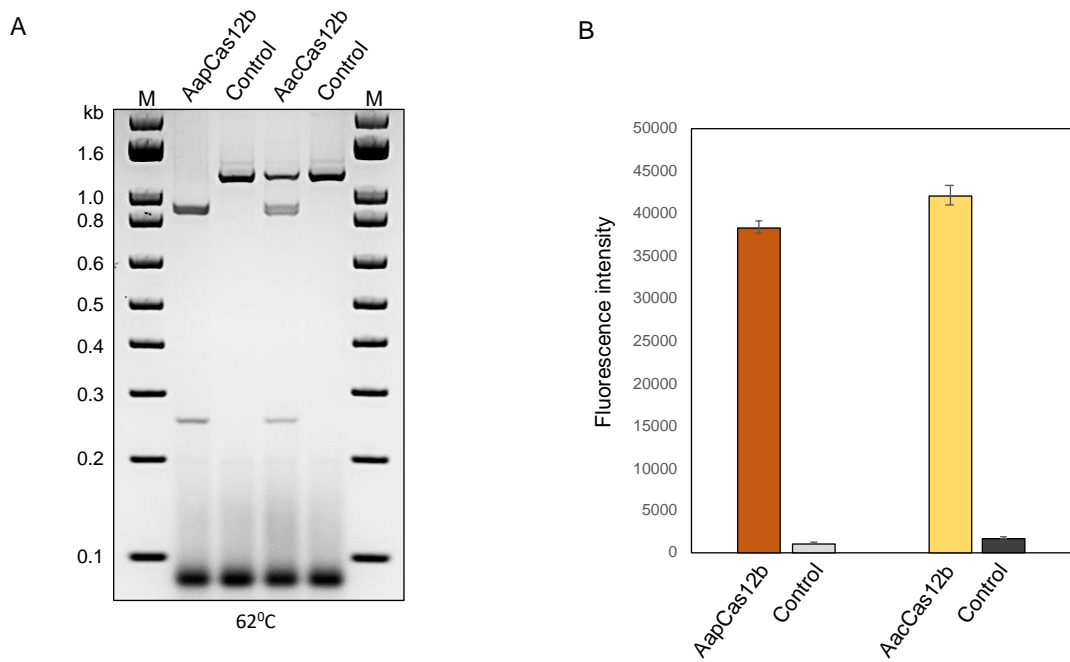 A
AapCas12b
Control
AacCas12b
Control
kb
M
M
1.6
1.0
0.8
0.6
0.5
0.4
0.3
0.2
0.1
62⁰C
B
50000
45000
40000
35000
30000
25000
20000
15000
10000
5000
0
Fluorescence intensity
AapCas12b
Control
AacCas12b
Control